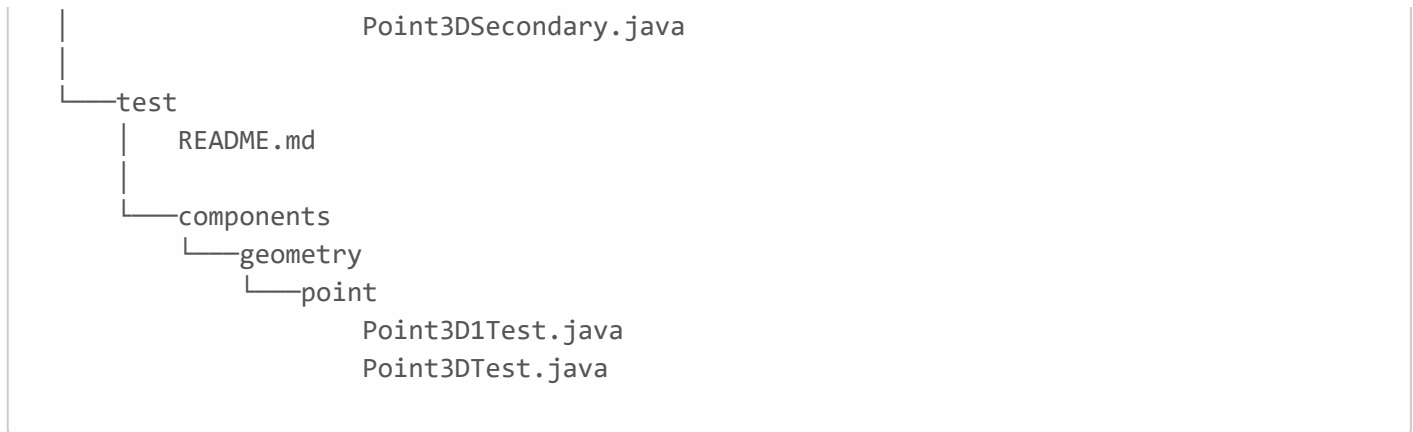 │                   Point3DSecondary.java
│
└───test
    │   README.md
    │
    └───components
        └───geometry
            └───point
                    Point3D1Test.java
                    Point3DTest.java